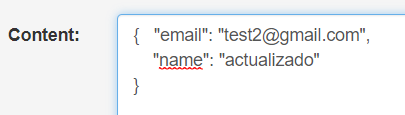 Content:
{ "email": "test2@gmail.com",
"name": "actualizado"
}